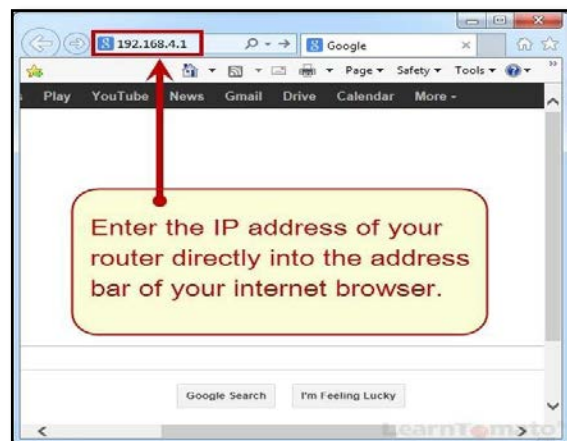 192.168.4.1
Google
Page Safety Tools
Play YouTube News Gmail Drive Calendar More
Enter the IP address of your
router directly into the address
bar of your internet browser.
Google Search I'm Feeling Lucky
LearnTomato